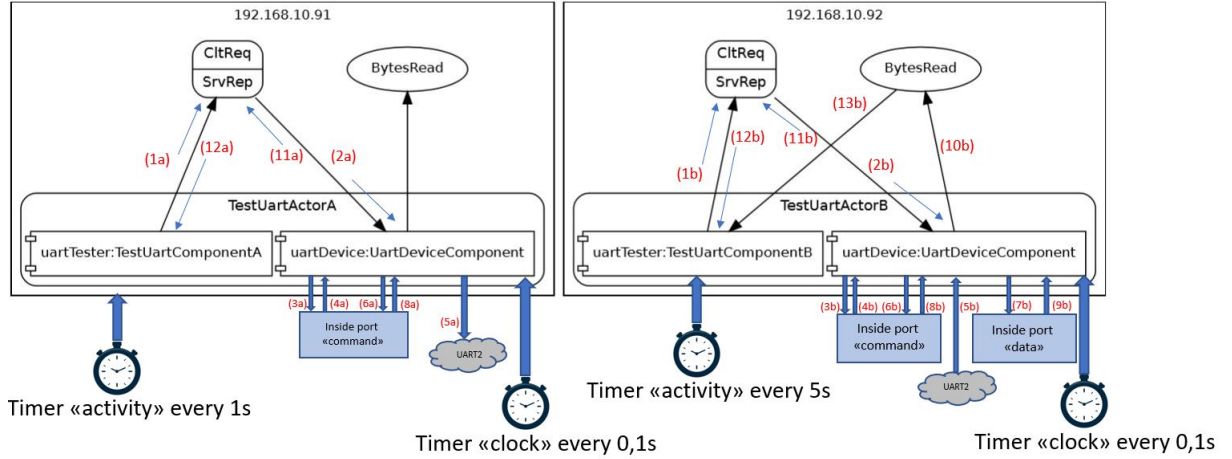 192.168.10.91
CltReq
SrvRep
BytesRead
(1a)
(12a)
(11a)
(2a)
TestUartActorA
uartTester:TestUartComponentA
uartDevice:UartDeviceComponent
(3a)
(4a)
(6a)
(8a)
(5a)
Inside port
«command»
UART2
Timer «activity» every 1s
Timer «clock» every 0,1s
192.168.10.92
CltReq
SrvRep
BytesRead
(13b)
(1b)
(12b)
(11b)
(2b)
(10b)
TestUartActorB
uartTester:TestUartComponentB
uartDevice:UartDeviceComponent
(3b)
(4b)
(6b)
(8b)
(5b)
(7b)
(9b)
Inside port
«command»
Inside port
«data»
UART2
Timer «activity» every 5s
Timer «clock» every 0,1s